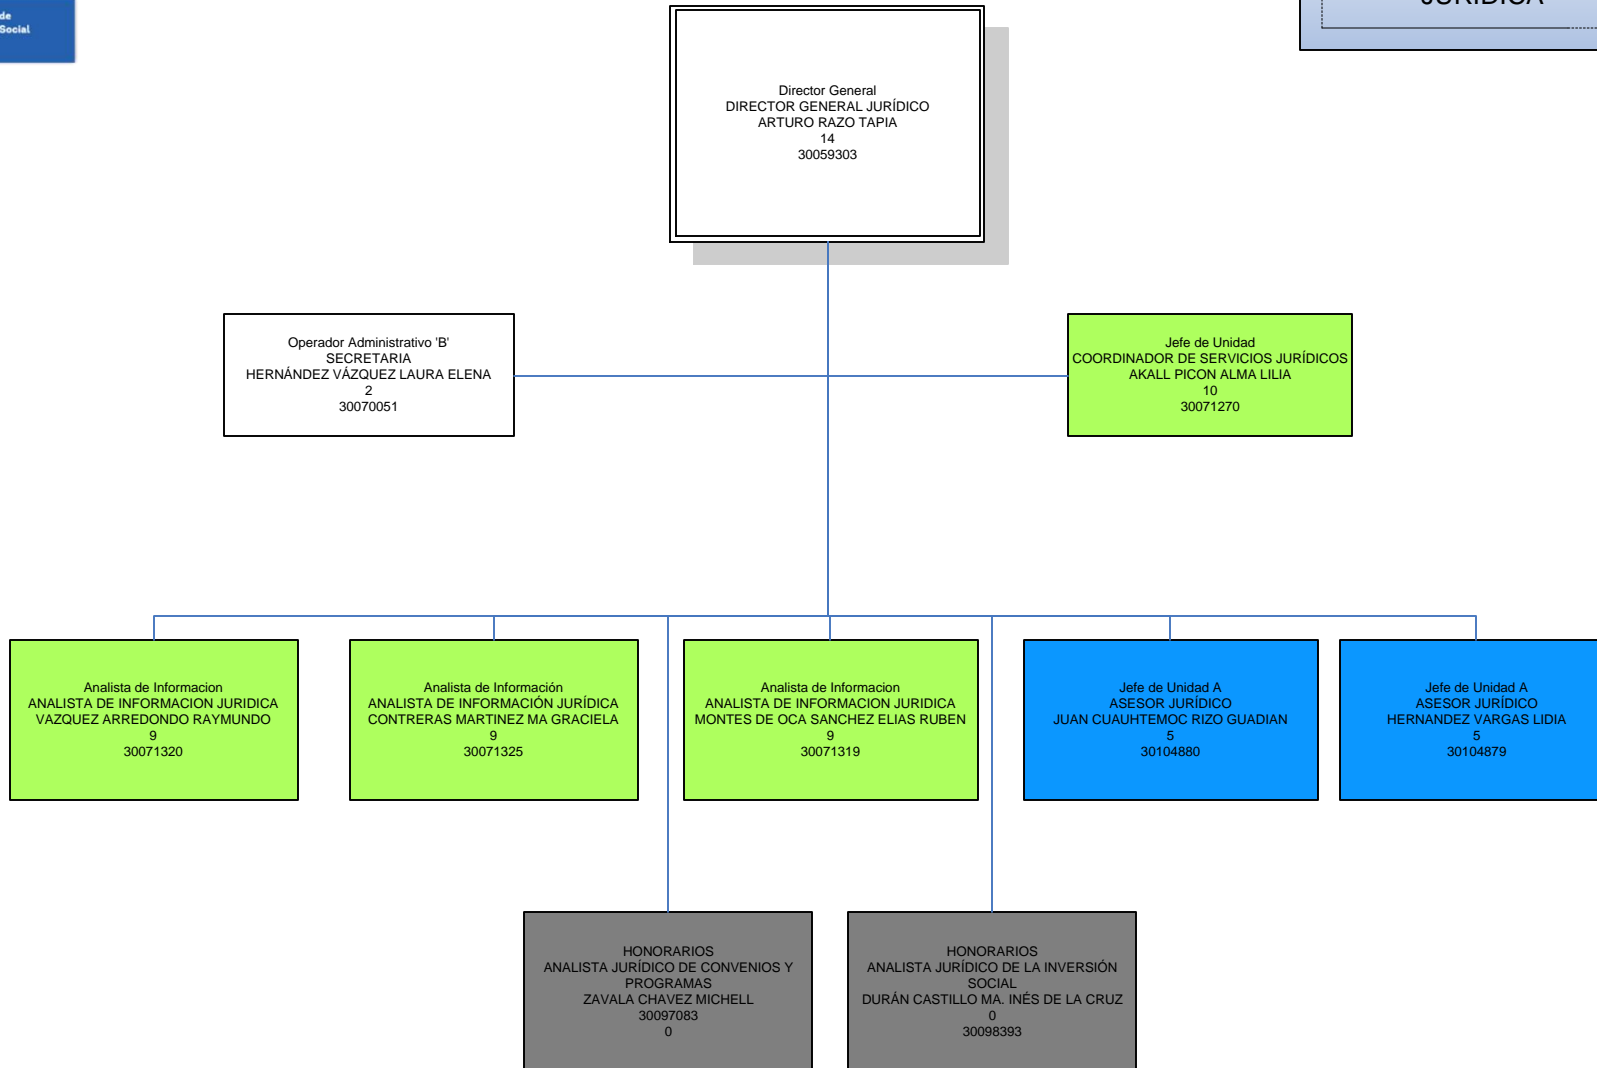 de
Social
JURÍDICA
Director General
DIRECTOR GENERAL JURÍDICO
ARTURO RAZO TAPIA
14
30059303
Operador Administrativo 'B'
SECRETARIA
HERNÁNDEZ VÁZQUEZ LAURA ELENA
2
30070051
Jefe de Unidad
COORDINADOR DE SERVICIOS JURÍDICOS
AKALL PICON ALMA LILIA
10
30071270
Analista de Informacion
ANALISTA DE INFORMACION JURIDICA
VAZQUEZ ARREDONDO RAYMUNDO
9
30071320
Analista de Información
ANALISTA DE INFORMACIÓN JURÍDICA
CONTRERAS MARTINEZ MA GRACIELA
9
30071325
Analista de Informacion
ANALISTA DE INFORMACION JURIDICA
MONTES DE OCA SANCHEZ ELIAS RUBEN
9
30071319
Jefe de Unidad A
ASESOR JURÍDICO
JUAN CUAUHTEMOC RIZO GUADIAN
5
30104880
Jefe de Unidad A
ASESOR JURÍDICO
HERNANDEZ VARGAS LIDIA
5
30104879
HONORARIOS
ANALISTA JURÍDICO DE CONVENIOS Y
PROGRAMAS
ZAVALA CHAVEZ MICHELL
30097083
0
HONORARIOS
ANALISTA JURÍDICO DE LA INVERSIÓN
SOCIAL
DURÁN CASTILLO MA. INÉS DE LA CRUZ
0
30098393